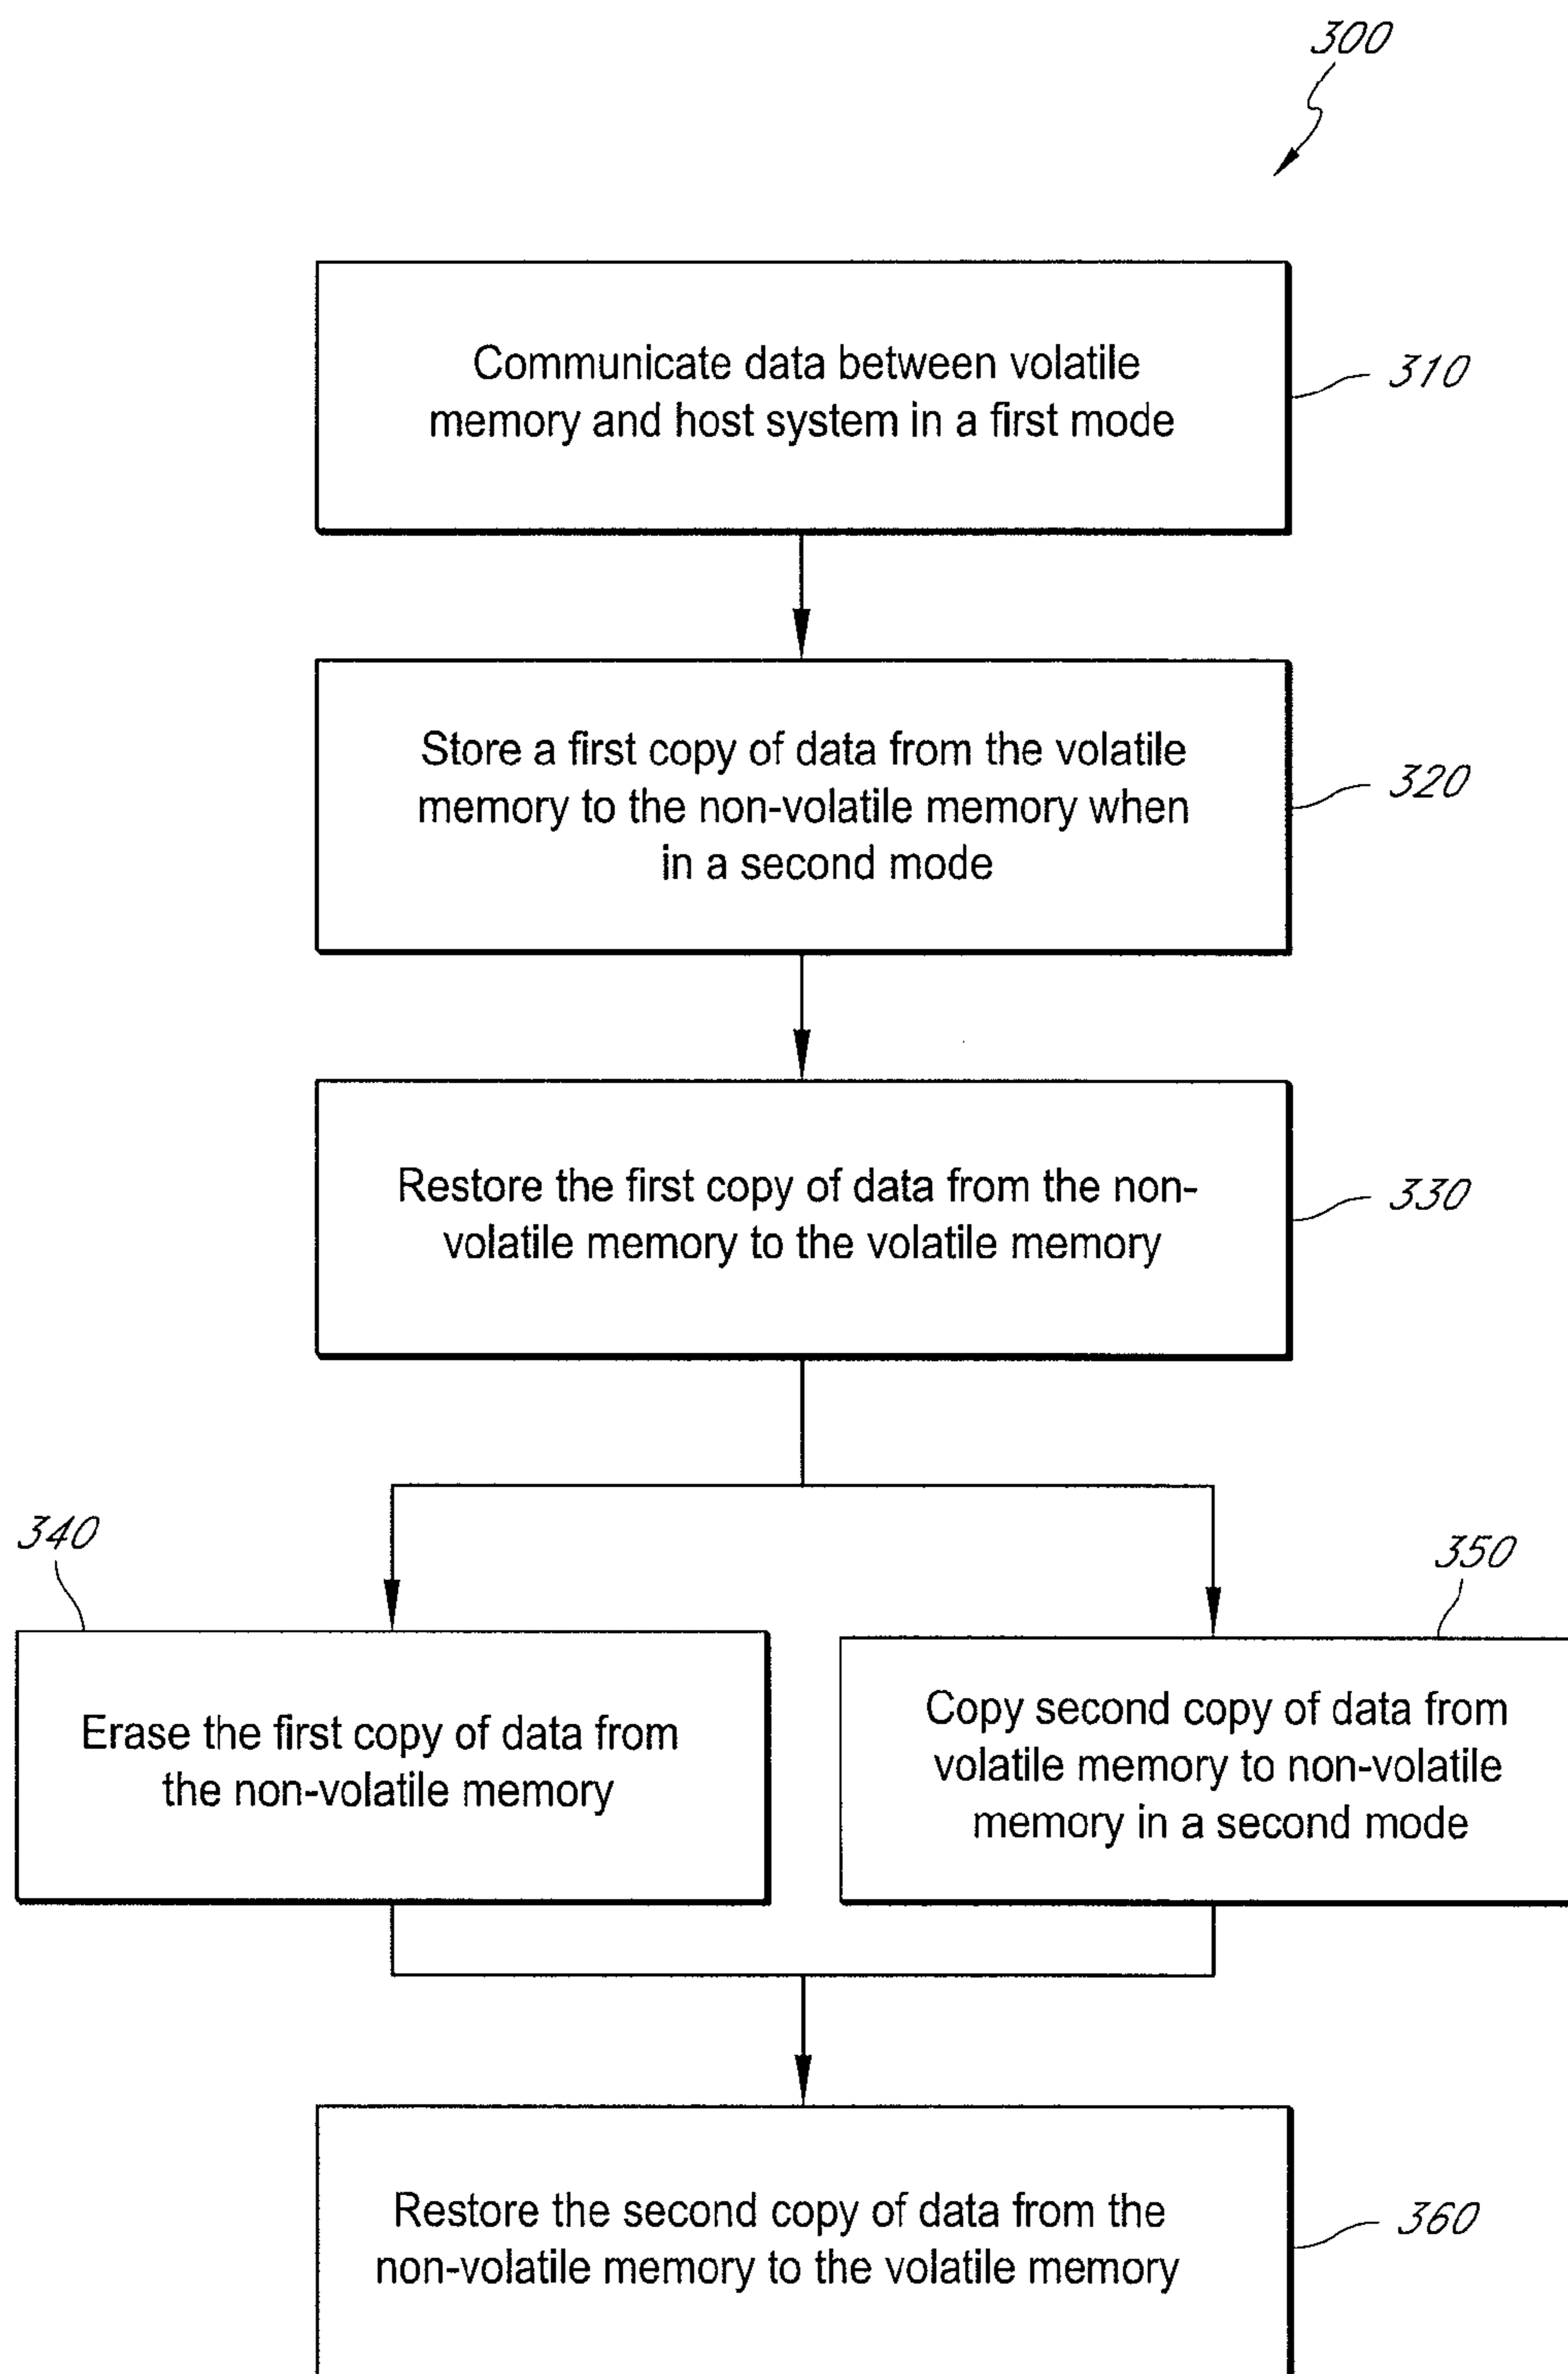 300
Communicate data between volatile
memory and host system in a first mode
310
Store a first copy of data from the volatile
memory to the non-volatile memory when
in a second mode
320
Restore the first copy of data from the non-
volatile memory to the volatile memory
330
340
350
Erase the first copy of data from
the non-volatile memory
Copy second copy of data from
volatile memory to non-volatile
memory in a second mode
Restore the second copy of data from the
non-volatile memory to the volatile memory
360